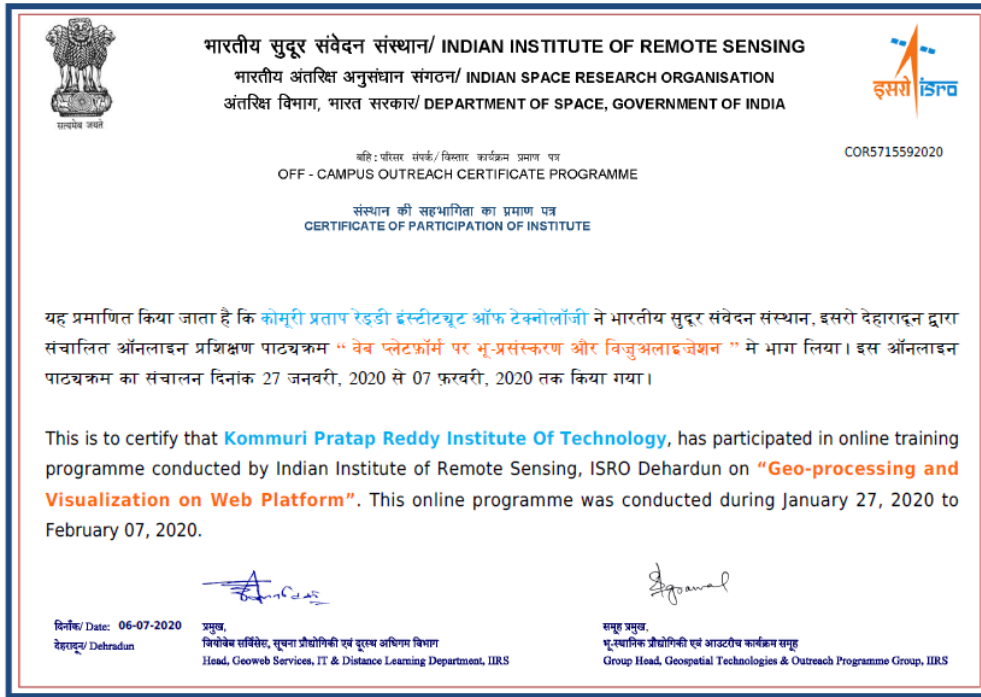 भारतीय सुदूर संवेदन संस्थान/ INDIAN INSTITUTE OF REMOTE SENSING
भारतीय अंतरिक्ष अनुसंधान संगठन/ INDIAN SPACE RESEARCH ORGANISATION
अंतरिक्ष विभाग, भारत सरकार/ DEPARTMENT OF SPACE, GOVERNMENT OF INDIA
सत्यमेव जयते
इसरो isro
COR5715592020
बहि: परिसर संपर्क/विस्तार कार्यक्रम प्रमाण पत्र
OFF - CAMPUS OUTREACH CERTIFICATE PROGRAMME
संस्थान की सहभागिता का प्रमाण पत्र
CERTIFICATE OF PARTICIPATION OF INSTITUTE
यह प्रमाणित किया जाता है कि कोमूरी प्रताप रेड्डी इंस्टीट्यूट ऑफ टेक्नोलॉजी ने भारतीय सुदूर संवेदन संस्थान, इसरो देहारादून द्वारा
संचालित ऑनलाइन प्रशिक्षण पाठ्यक्रम “ वेब प्लेटफ़ॉर्म पर भू-प्रसंस्करण और विजुअलाइजेशन ” मे भाग लिया। इस ऑनलाइन
पाठ्यक्रम का संचालन दिनांक 27 जनवरी, 2020 से 07 फ़रवरी, 2020 तक किया गया।
This is to certify that Kommuri Pratap Reddy Institute Of Technology, has participated in online training
programme conducted by Indian Institute of Remote Sensing, ISRO Dehardun on “Geo-processing and
Visualization on Web Platform”. This online programme was conducted during January 27, 2020 to
February 07, 2020.
Agrawal
दिनाँक/ Date: 06-07-2020
देहरादून/ Dehradun
प्रमुख,
जियोवेब सर्विसेस, सूचना प्रौद्योगिकी एवं दूरस्थ अधिगम विभाग
Head, Geoweb Services, IT & Distance Learning Department, IIRS
समूह प्रमुख,
भू-स्थानिक प्रौद्योगिकी एवं आउटरीच कार्यक्रम समूह
Group Head, Geospatial Technologies & Outreach Programme Group, IIRS